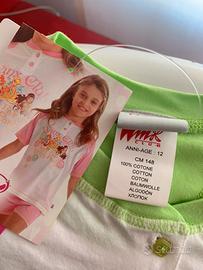 Winx
CLUB
ANNI-AGE : 12
CM 148
100% COTONE
COTTON
COTON
BAUMWOLLE
ALGODÓN
ХЛОПОК